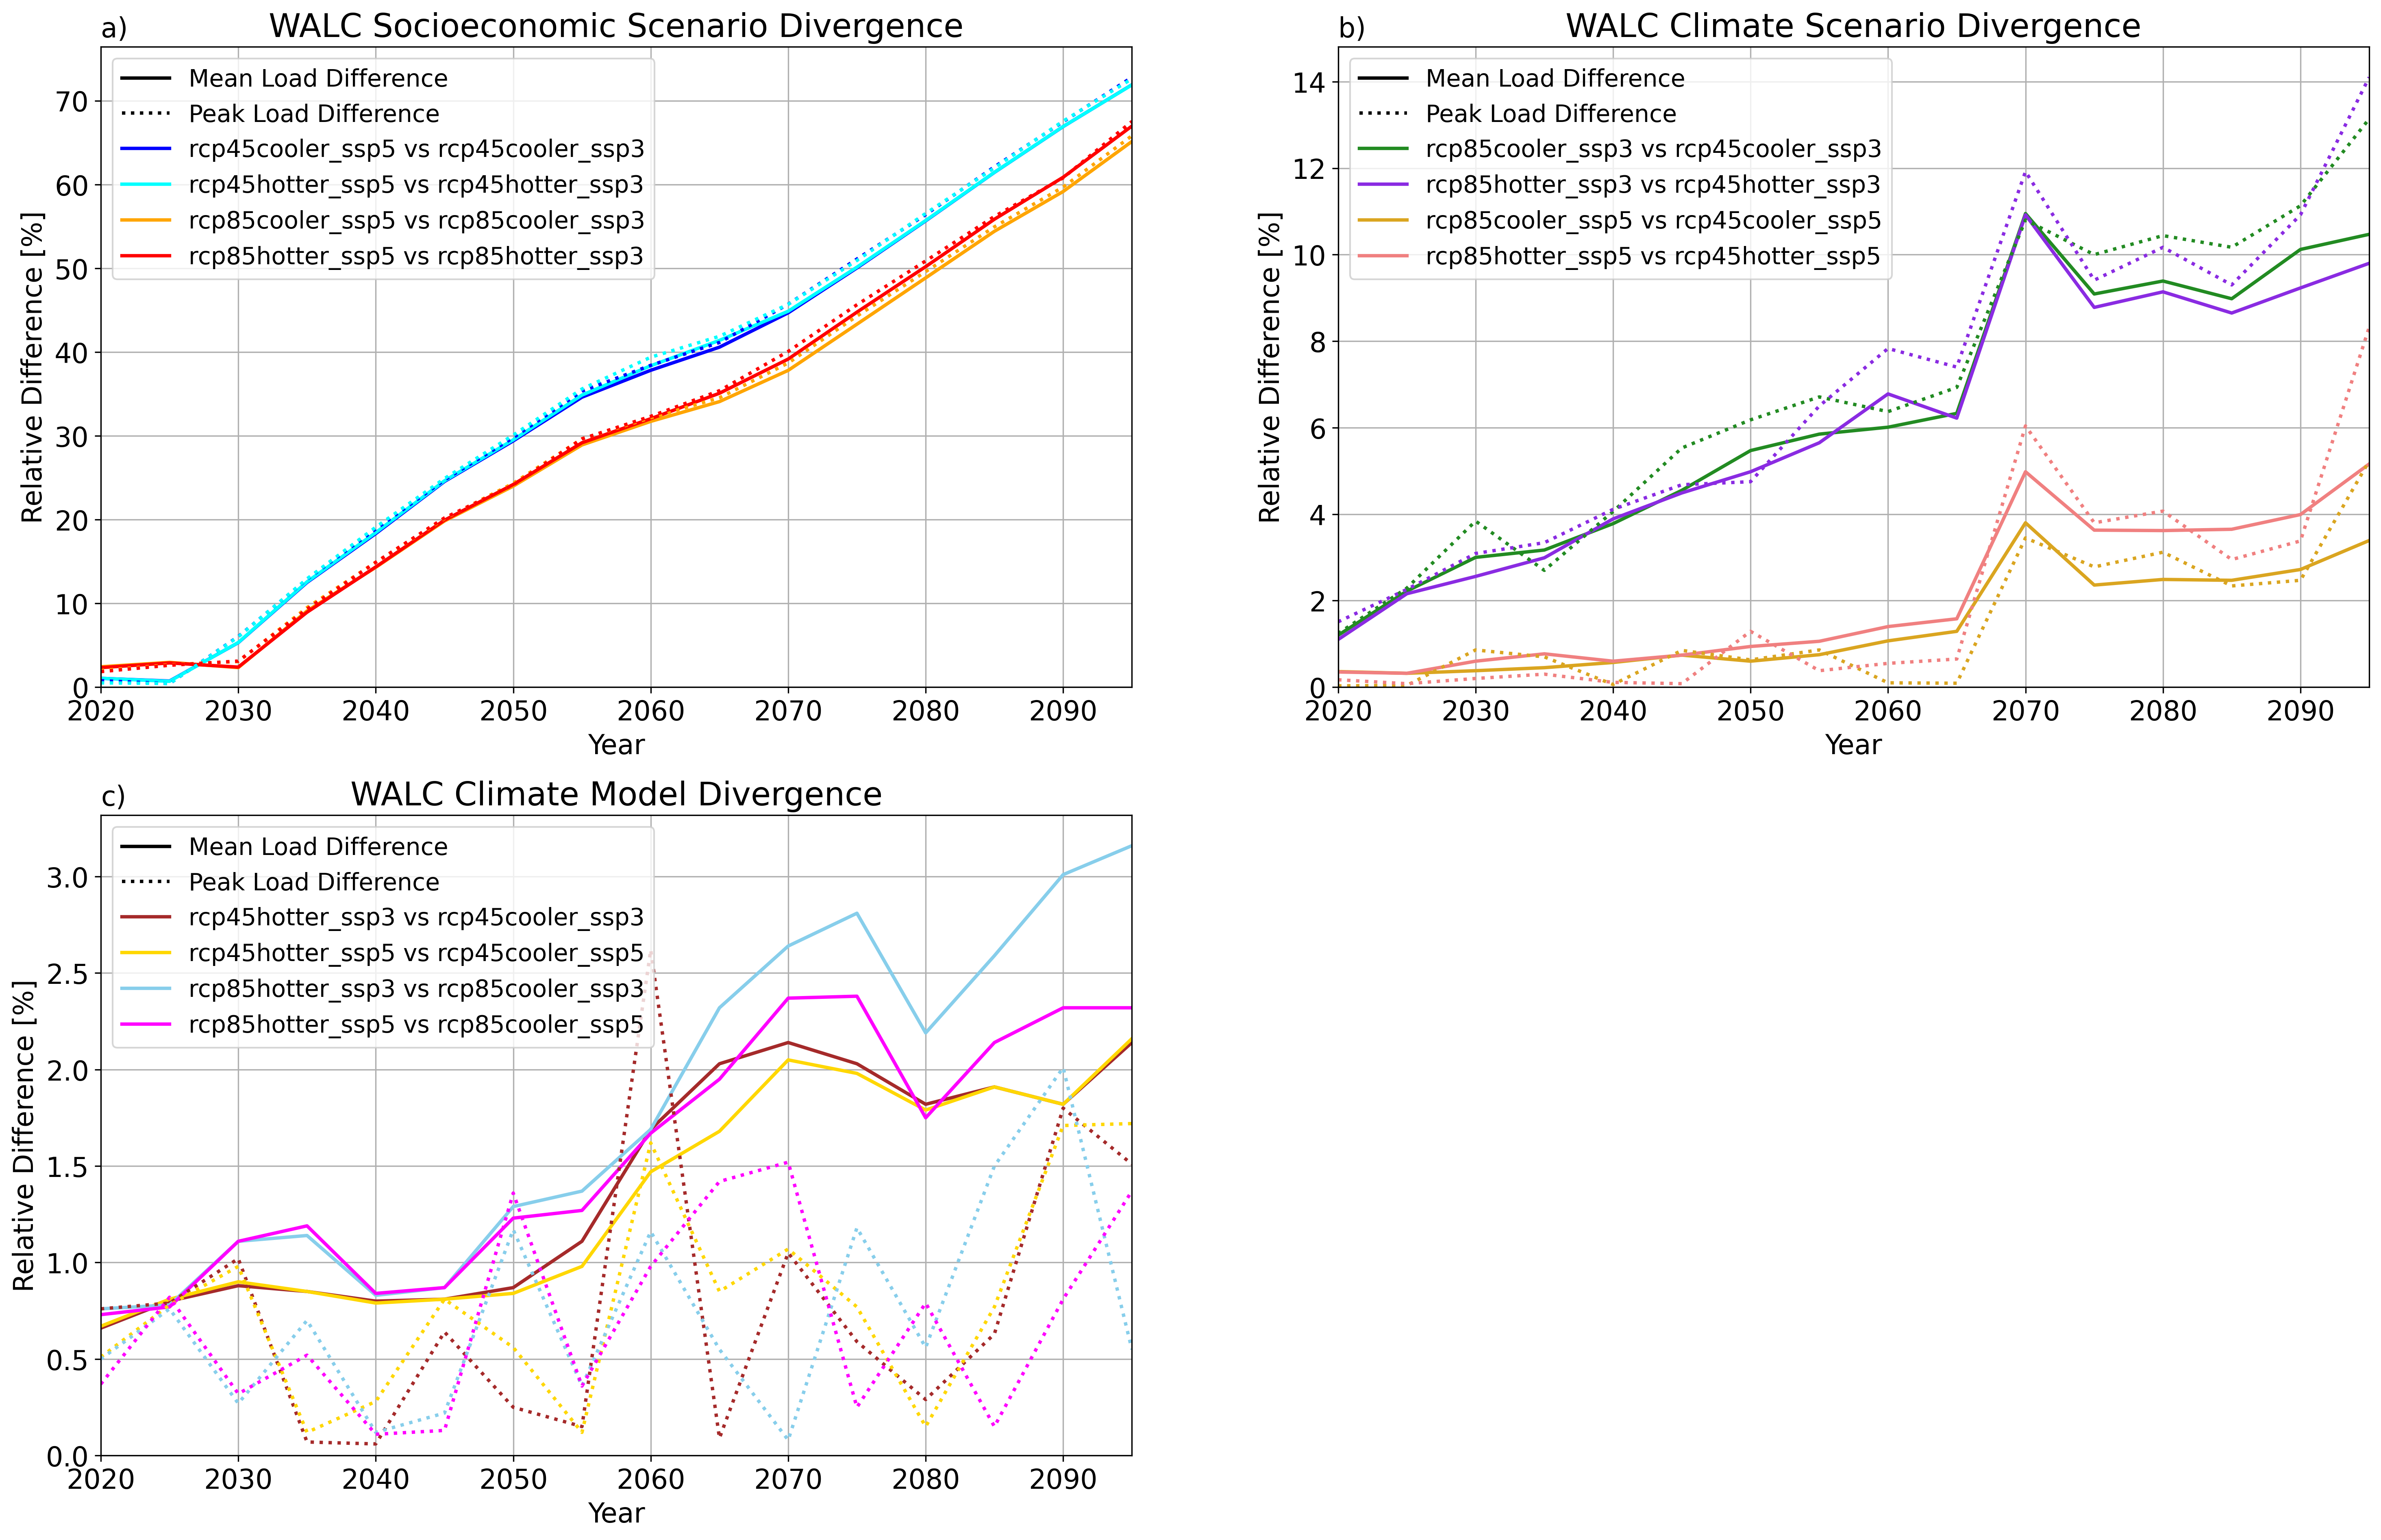 a)
WALC Socioeconomic Scenario Divergence
Mean Load Difference
Peak Load Difference
rcp45cooler_ssp5 vs rcp45cooler_ssp3
rcp45hotter_ssp5 vs rcp45hotter_ssp3
rcp85cooler_ssp5 vs rcp85cooler_ssp3
rcp85hotter_ssp5 vs rcp85hotter_ssp3
Relative Difference [%]
70
60
50
40
30
20
10
0
2020 2030 2040 2050 2060 2070 2080 2090
Year
b)
WALC Climate Scenario Divergence
Mean Load Difference
Peak Load Difference
rcp85cooler_ssp3 vs rcp45cooler_ssp3
rcp85hotter_ssp3 vs rcp45hotter_ssp3
rcp85cooler_ssp5 vs rcp45cooler_ssp5
rcp85hotter_ssp5 vs rcp45hotter_ssp5
Relative Difference [%]
14
12
10
8
6
4
2
0
2020 2030 2040 2050 2060 2070 2080 2090
Year
c)
WALC Climate Model Divergence
Mean Load Difference
Peak Load Difference
rcp45hotter_ssp3 vs rcp45cooler_ssp3
rcp45hotter_ssp5 vs rcp45cooler_ssp5
rcp85hotter_ssp3 vs rcp85cooler_ssp3
rcp85hotter_ssp5 vs rcp85cooler_ssp5
Relative Difference [%]
3.0
2.5
2.0
1.5
1.0
0.5
0.0
2020 2030 2040 2050 2060 2070 2080 2090
Year